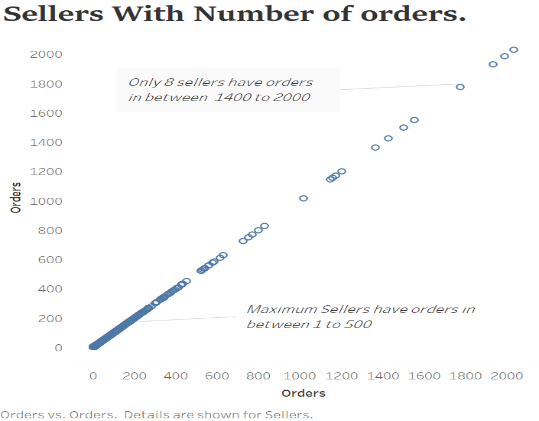 Sellers With Number of orders.
2000
1800
1600
1400
1200
1000
800
600
400
200
0
Orders
Only 8 sellers have orders
in between 1400 to 2000
Maximum Sellers have orders in
between 1 to 500
0 200 400 600 800 1000 1200 1400 1600 1800 2000
Orders
Orders vs. Orders. Details are shown for Sellers.